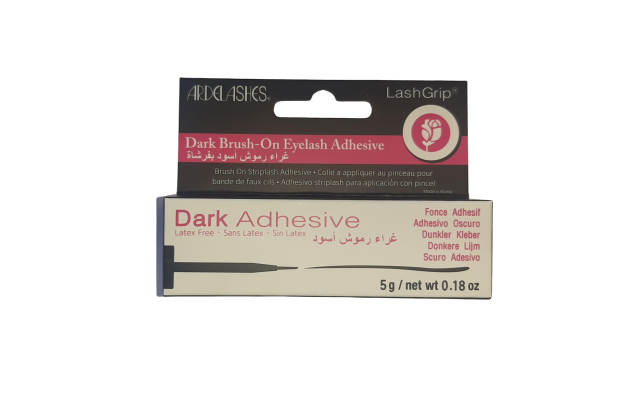 ARDELASHES®
LashGrip®
Dark Brush-On Eyelash Adhesive
غراء رموش أسود بفرشاة
Brush On Striplash Adhesive • Colle a appliquer au pinceau pour
bande de faux cils • Adhesivo striplash para aplicación con pincel
Made in Korea
Dark Adhesive
Latex Free - Sans Latex - Sin Latex
غراء رموش أسود
Fonce Adhesif
Adhesivo Oscuro
Dunkler Kleber
Donkere Lijm
Scuro Adesivo
5 g / net wt 0.18 oz